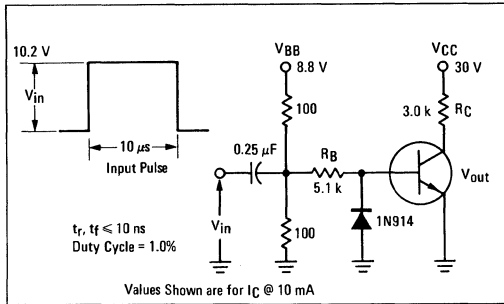 10.2 V
Vin
10 μs
Input Pulse
tr, tf ≤ 10 ns
Duty Cycle = 1.0%
VBB
8.8 V
100
0.25 μF
RB
5.1 k
Vin
100
1N914
VCC
30 V
3.0 k
RC
Vout
Values Shown are for IC @ 10 mA